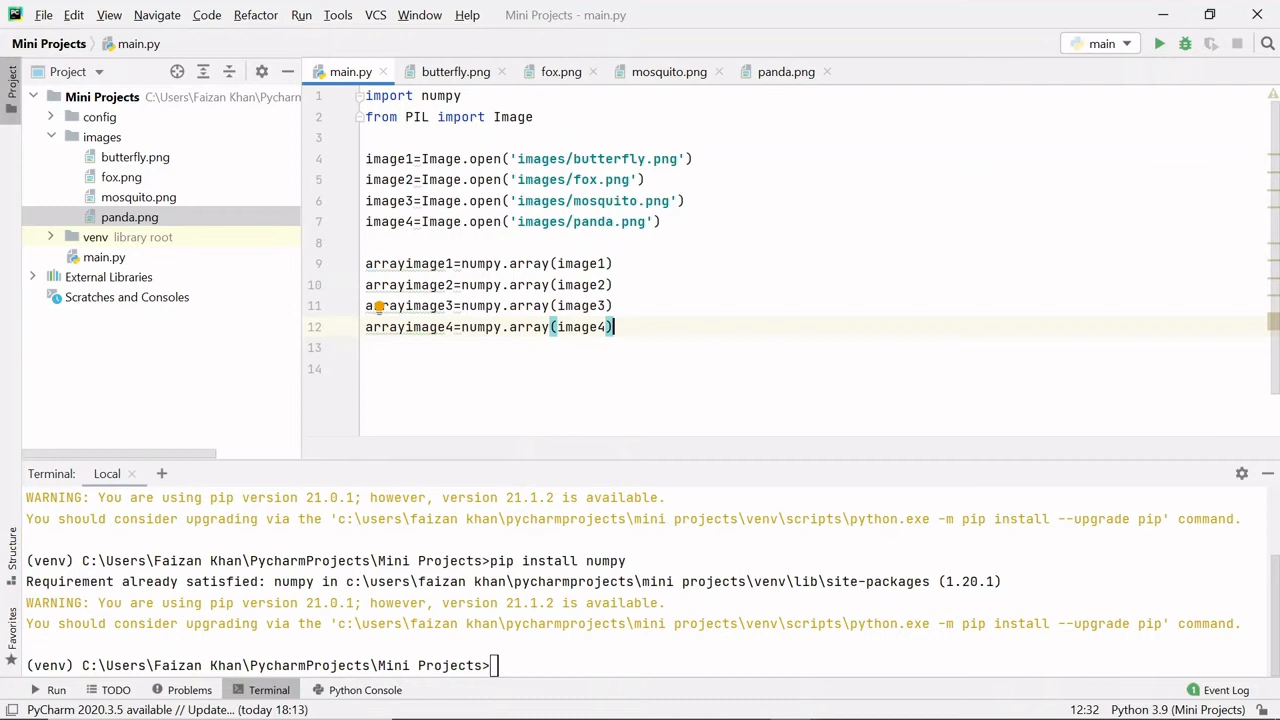 File Edit View Navigate Code Refactor Run Tools VCS Window Help Mini Projects - main.py
Mini Projects main.py main
Project
main.py butterfly.png fox.png mosquito.png panda.png
Mini Projects C:\Users\Faizan Khan\Pycharm
config
images
butterfly.png
fox.png
mosquito.png
panda.png
venv library root
main.py
External Libraries
Scratches and Consoles
Project
1 import numpy
2 from PIL import Image
3
4 image1=Image.open('images/butterfly.png')
5 image2=Image.open('images/fox.png')
6 image3=Image.open('images/mosquito.png')
7 image4=Image.open('images/panda.png')
8
9 arrayimage1=numpy.array(image1)
10 arrayimage2=numpy.array(image2)
11 arrayimage3=numpy.array(image3)
12 arrayimage4=numpy.array(image4)
13
14
Terminal: Local
WARNING: You are using pip version 21.0.1; however, version 21.1.2 is available.
You should consider upgrading via the 'c:\users\faizan khan\pycharmprojects\mini projects\venv\scripts\python.exe -m pip install --upgrade pip' command.
(venv) C:\Users\Faizan Khan\PycharmProjects\Mini Projects>pip install numpy
Requirement already satisfied: numpy in c:\users\faizan khan\pycharmprojects\mini projects\venv\lib\site-packages (1.20.1)
WARNING: You are using pip version 21.0.1; however, version 21.1.2 is available.
You should consider upgrading via the 'c:\users\faizan khan\pycharmprojects\mini projects\venv\scripts\python.exe -m pip install --upgrade pip' command.
(venv) C:\Users\Faizan Khan\PycharmProjects\Mini Projects>
Structure
Favorites
Run TODO Problems Terminal Python Console 1 Event Log
PyCharm 2020.3.5 available // Update... (today 18:13) 12:32 Python 3.9 (Mini Projects)